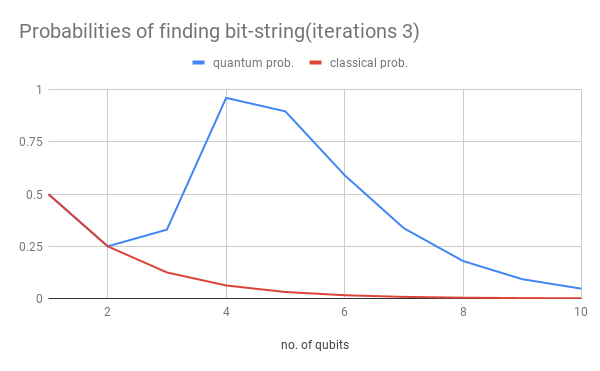 Probabilities of finding bit-string(iterations 3)
quantum prob. classical prob.
1
0.75
0.5
0.25
0
2 4 6 8 10
no. of qubits